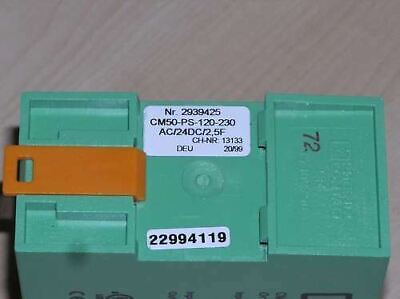 Nr. 2939425
CM50-PS-120-230
AC/24DC/2,5F
CH-NR: 13133
DEU 20/99
22994119
72